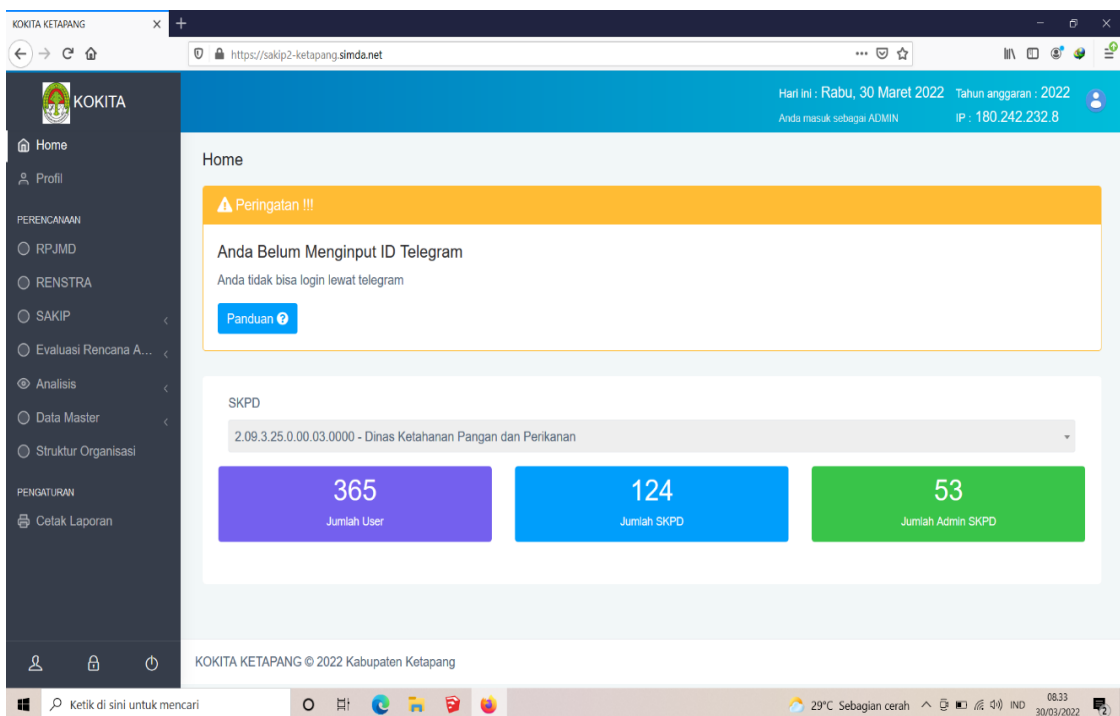 KOKITA KETAPANG
https://sakip2-ketapang.simda.net
KOKITA
Hari ini : Rabu, 30 Maret 2022 Tahun anggaran : 2022
Anda masuk sebagai ADMIN IP : 180.242.232.8
Home
Profil
PERENCANAAN
RPJMD
RENSTRA
SAKIP
Evaluasi Rencana A...
Analisis
Data Master
Struktur Organisasi
PENGATURAN
Cetak Laporan
Home
Peringatan !!!
Anda Belum Menginput ID Telegram
Anda tidak bisa login lewat telegram
Panduan
SKPD
2.09.3.25.0.00.03.0000 - Dinas Ketahanan Pangan dan Perikanan
365
Jumlah User
124
Jumlah SKPD
53
Jumlah Admin SKPD
KOKITA KETAPANG © 2022 Kabupaten Ketapang
Ketik di sini untuk mencari
29°C Sebagian cerah
IND
08.33
30/03/2022
2